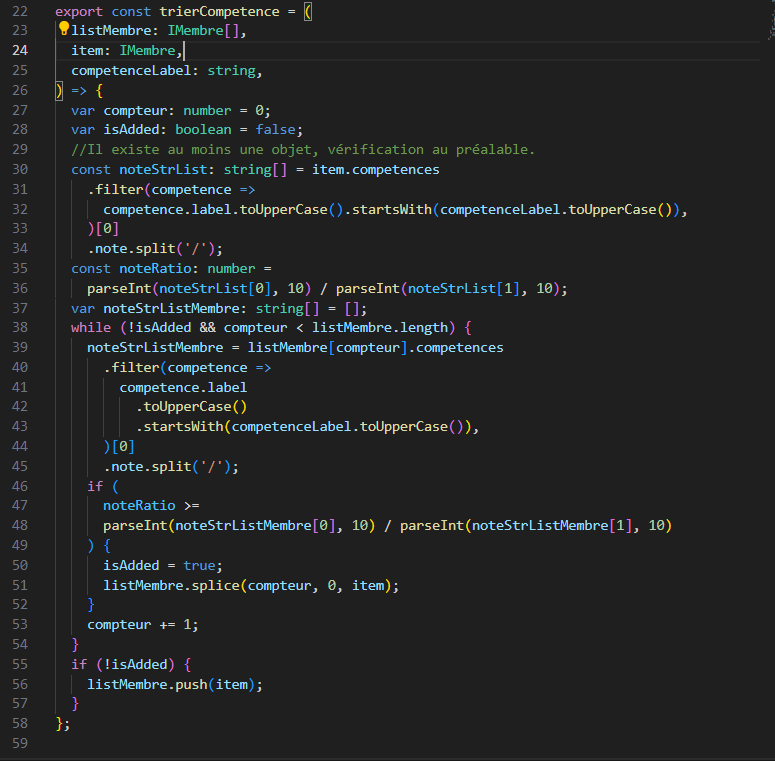 22 export const trierCompetence = (
23 listMembre: IMembre[],
24 item: IMembre,
25 competenceLabel: string,
26 ) => {
27 var compteur: number = 0;
28 var isAdded: boolean = false;
29 //Il existe au moins une objet, vérification au préalable.
30 const noteStrList: string[] = item.competences
31 .filter(competence =>
32 competence.label.toUpperCase().startsWith(competenceLabel.toUpperCase()),
33 )[0]
34 .note.split('/');
35 const noteRatio: number =
36 parseInt(noteStrList[0], 10) / parseInt(noteStrList[1], 10);
37 var noteStrListMembre: string[] = [];
38 while (!isAdded && compteur < listMembre.length) {
39 noteStrListMembre = listMembre[compteur].competences
40 .filter(competence =>
41 competence.label
42 .toUpperCase()
43 .startsWith(competenceLabel.toUpperCase()),
44 )[0]
45 .note.split('/');
46 if (
47 noteRatio >=
48 parseInt(noteStrListMembre[0], 10) / parseInt(noteStrListMembre[1], 10)
49 ) {
50 isAdded = true;
51 listMembre.splice(compteur, 0, item);
52 }
53 compteur += 1;
54 }
55 if (!isAdded) {
56 listMembre.push(item);
57 }
58 };
59